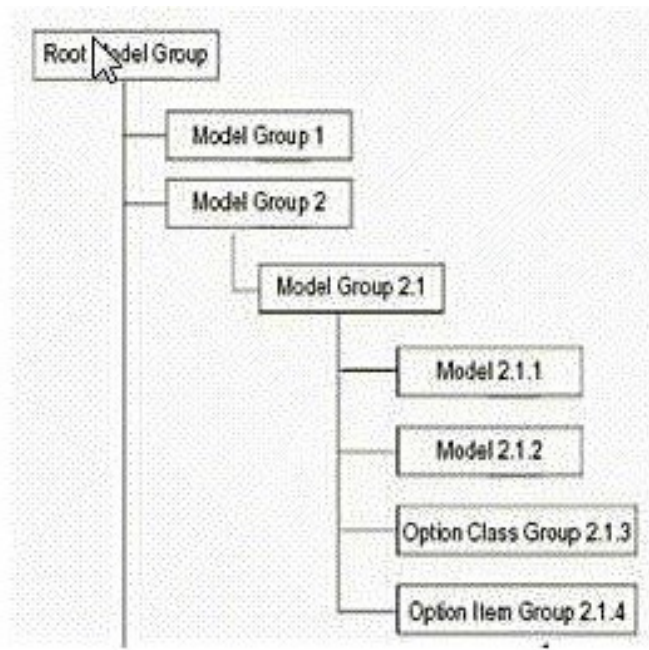 Root Model Group
Model Group 1
Model Group 2
Model Group 2.1
Model 2.1.1
Model 2.1.2
Option Class Group 2.1.3
Option Item Group 2.1.4